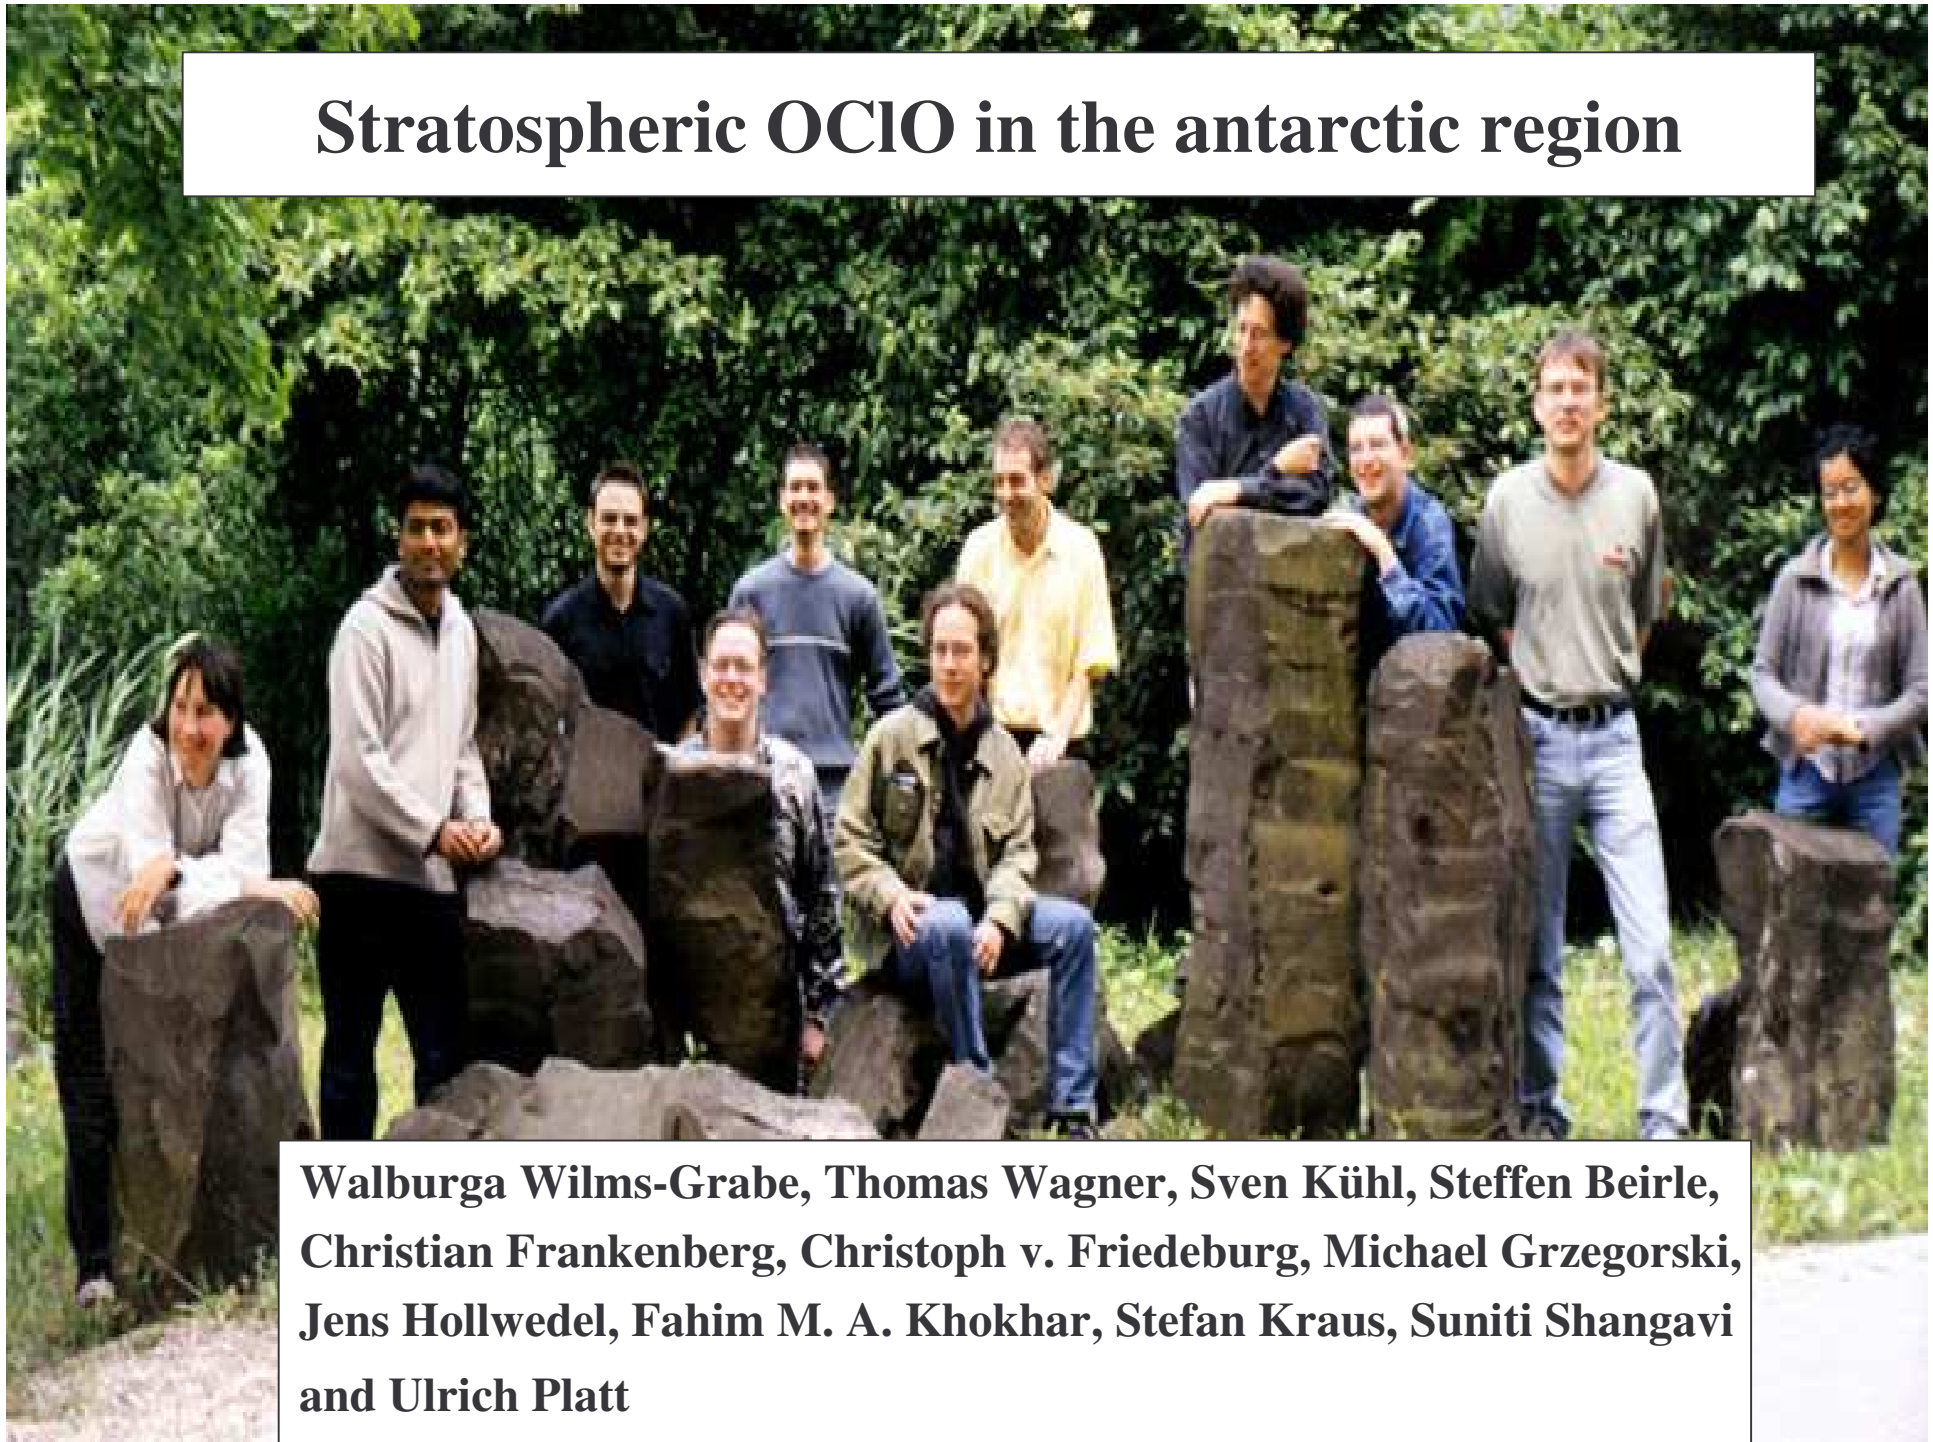 Stratospheric OClO in the antarctic region
Walburga Wilms-Grabe, Thomas Wagner, Sven Kühl, Steffen Beirle,
Christian Frankenberg, Christoph v. Friedeburg, Michael Grzegorski,
Jens Hollwedel, Fahim M. A. Khokhar, Stefan Kraus, Suniti Shangavi
and Ulrich Platt